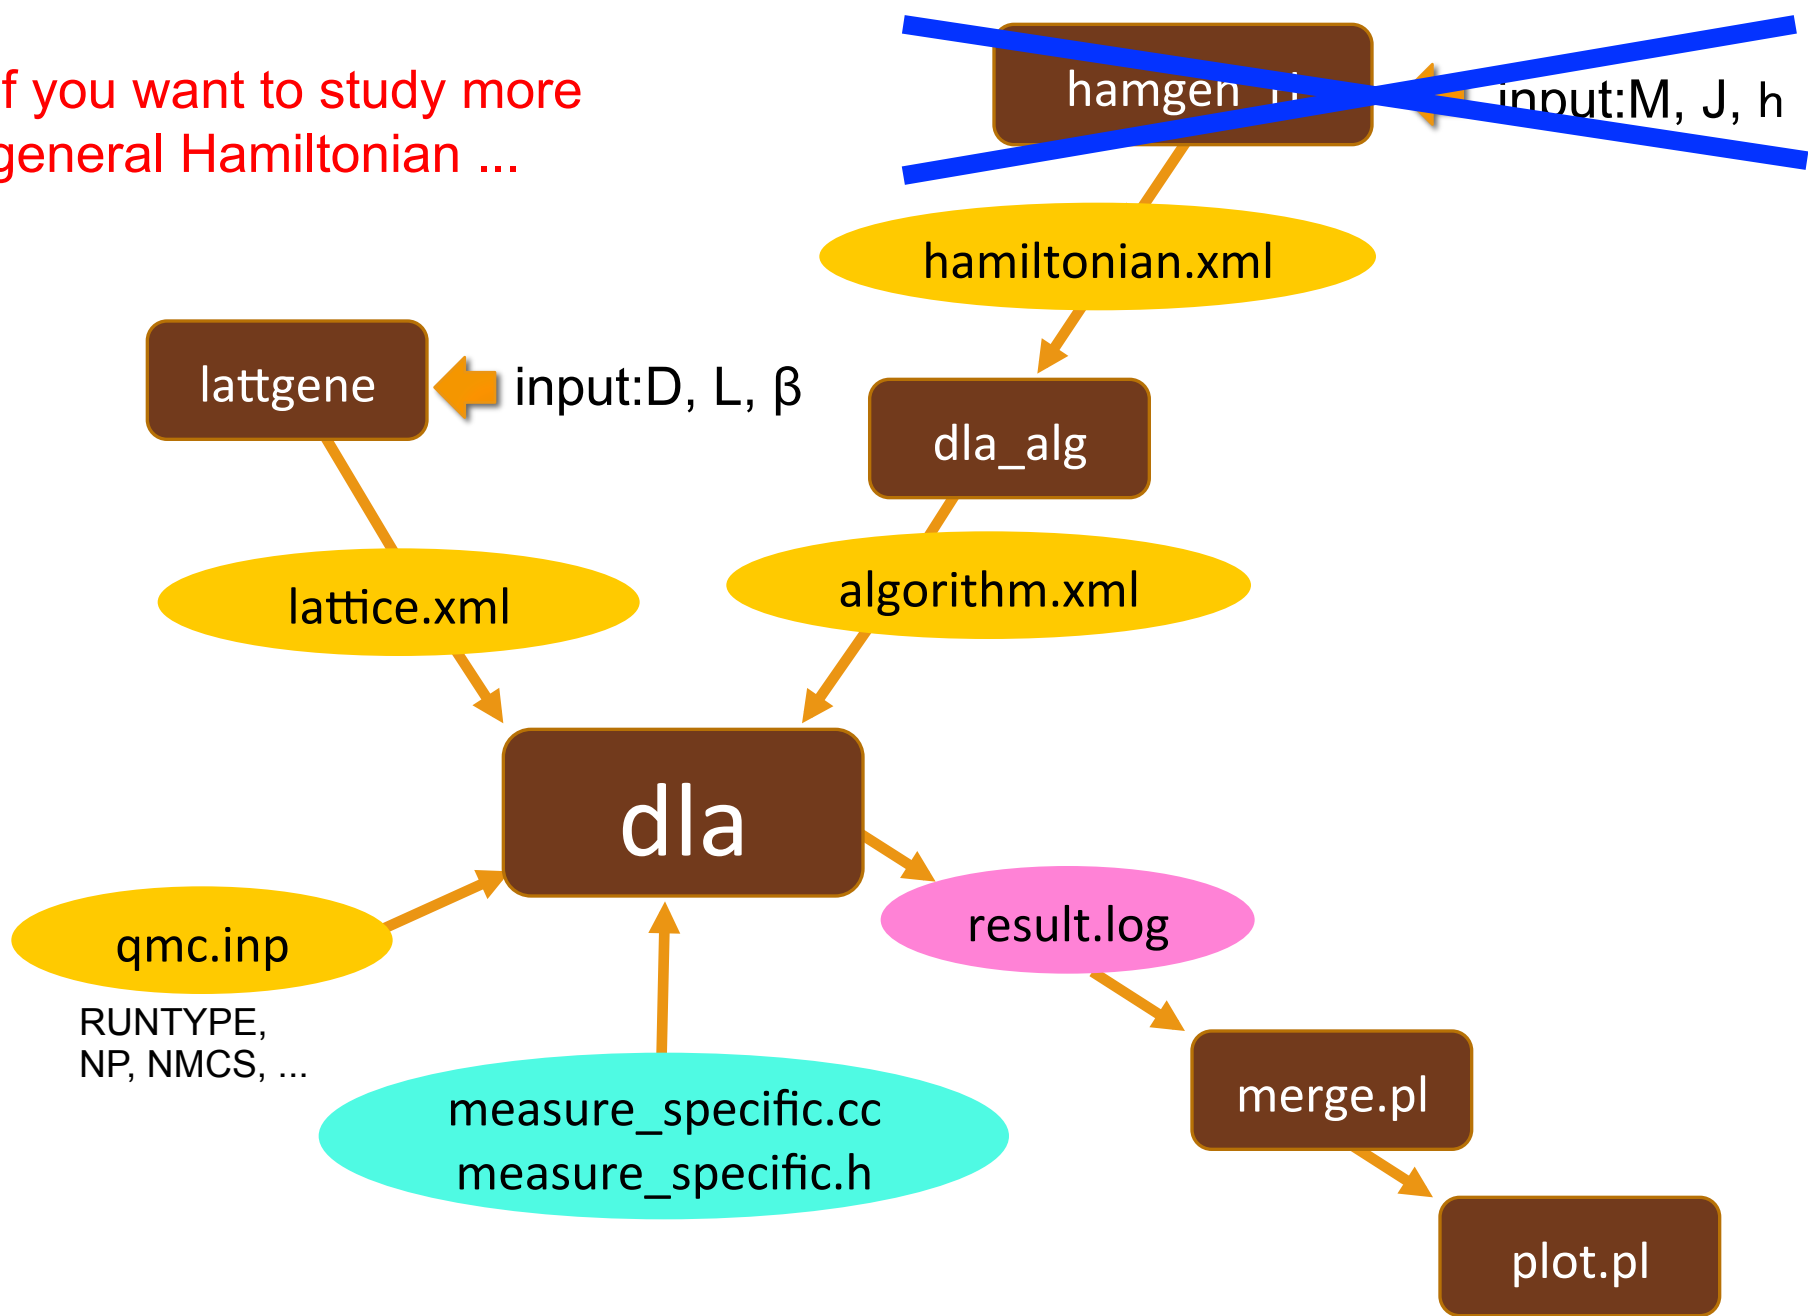 f you want to study more
general Hamiltonian ...
hamgen
input:M, J, h
hamiltonian.xml
lattgene
input:D, L, β
dla_alg
lattice.xml
algorithm.xml
dla
qmc.inp
RUNTYPE,
NP, NMCS, ...
result.log
measure_specific.cc
measure_specific.h
merge.pl
plot.pl